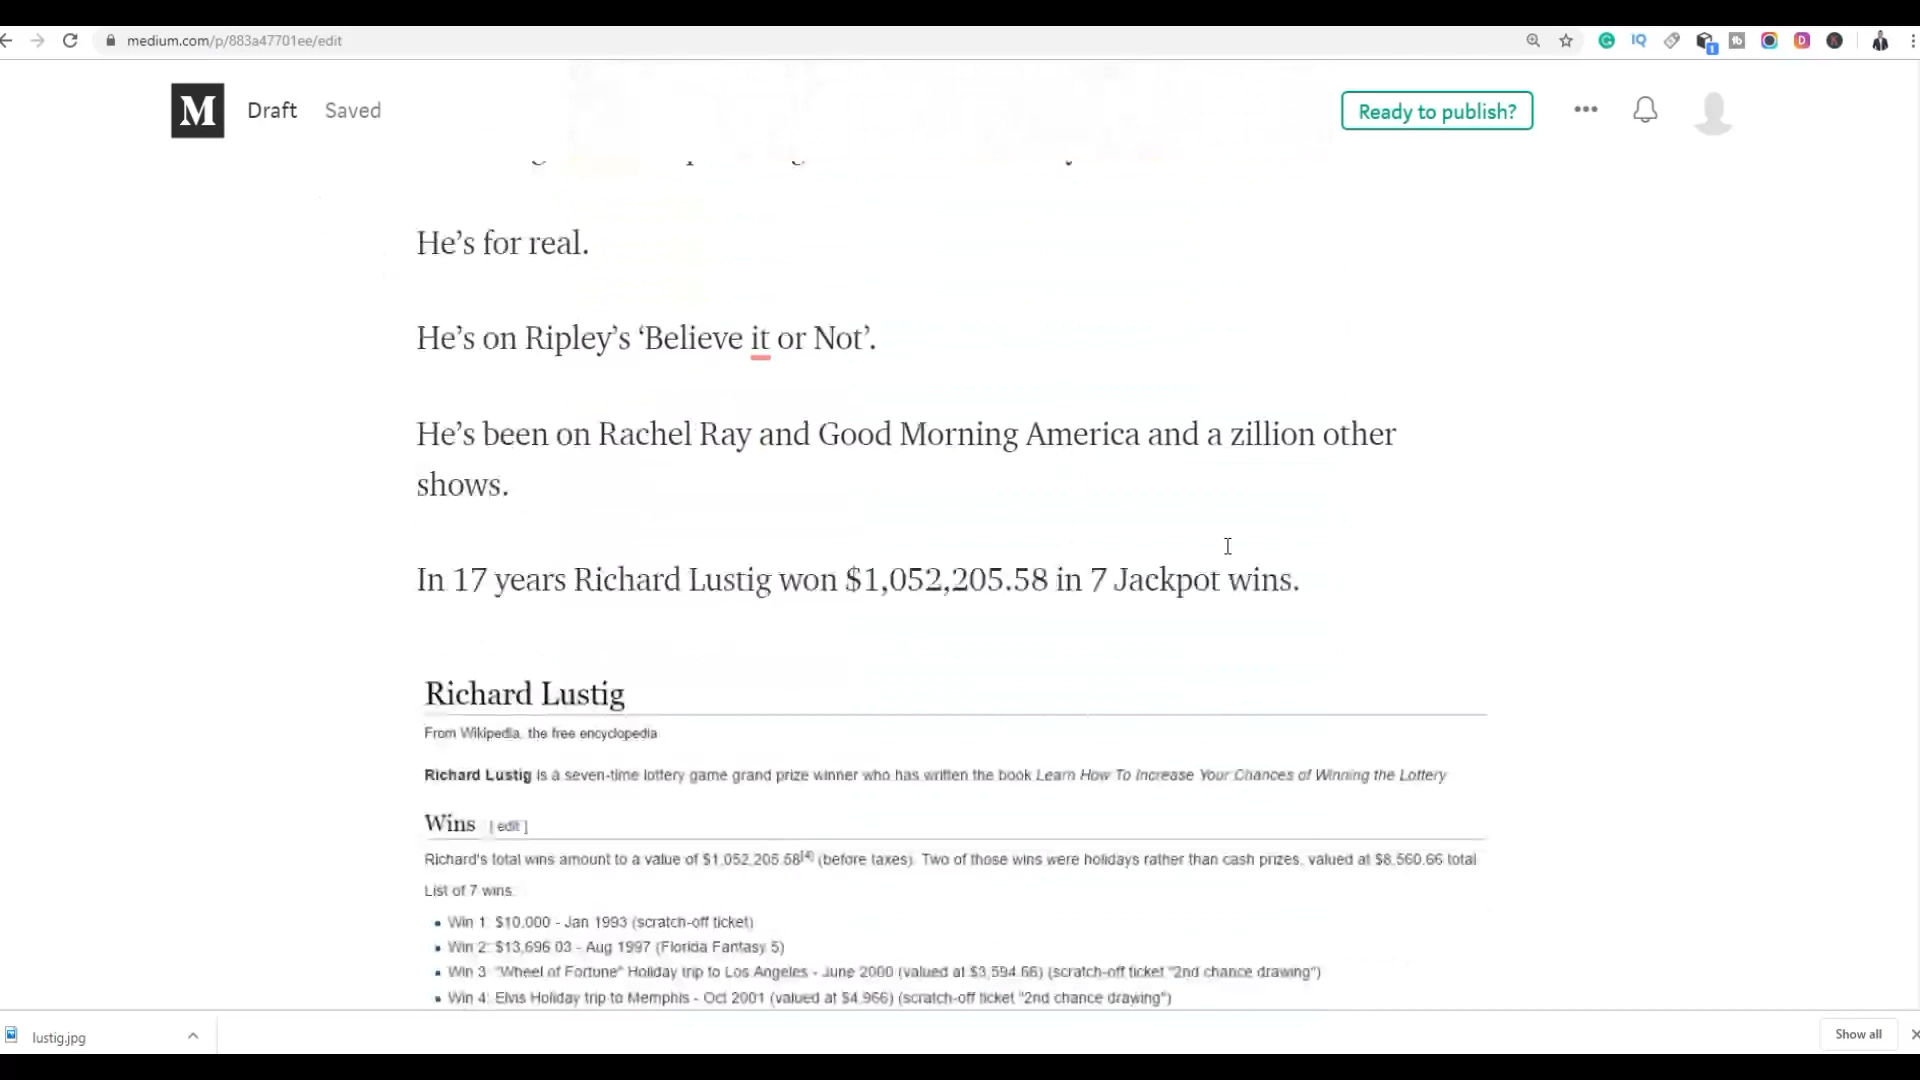 medium.com/p/883a47701ee/edit
M Draft Saved Ready to publish?
He’s for real.
He’s on Ripley’s ‘Believe it or Not’.
He’s been on Rachel Ray and Good Morning America and a zillion other
shows.
In 17 years Richard Lustig won $1,052,205.58 in 7 Jackpot wins.
Richard Lustig
From Wikipedia, the free encyclopedia
Richard Lustig is a seven-time lottery game grand prize winner who has written the book Learn How To Increase Your Chances of Winning the Lottery
Wins [ edit ]
Richard's total wins amount to a value of $1,052,205.58[4] (before taxes). Two of those wins were holidays rather than cash prizes, valued at $8,560.66 total
List of 7 wins:
Win 1: $10,000 - Jan 1993 (scratch-off ticket)
Win 2: $13,696.03 - Aug 1997 (Florida Fantasy 5)
Win 3: "Wheel of Fortune" Holiday trip to Los Angeles - June 2000 (valued at $3,594.66) (scratch-off ticket "2nd chance drawing")
Win 4: Elvis Holiday trip to Memphis - Oct 2001 (valued at $4,966) (scratch-off ticket "2nd chance drawing")
lustig.jpg Show all